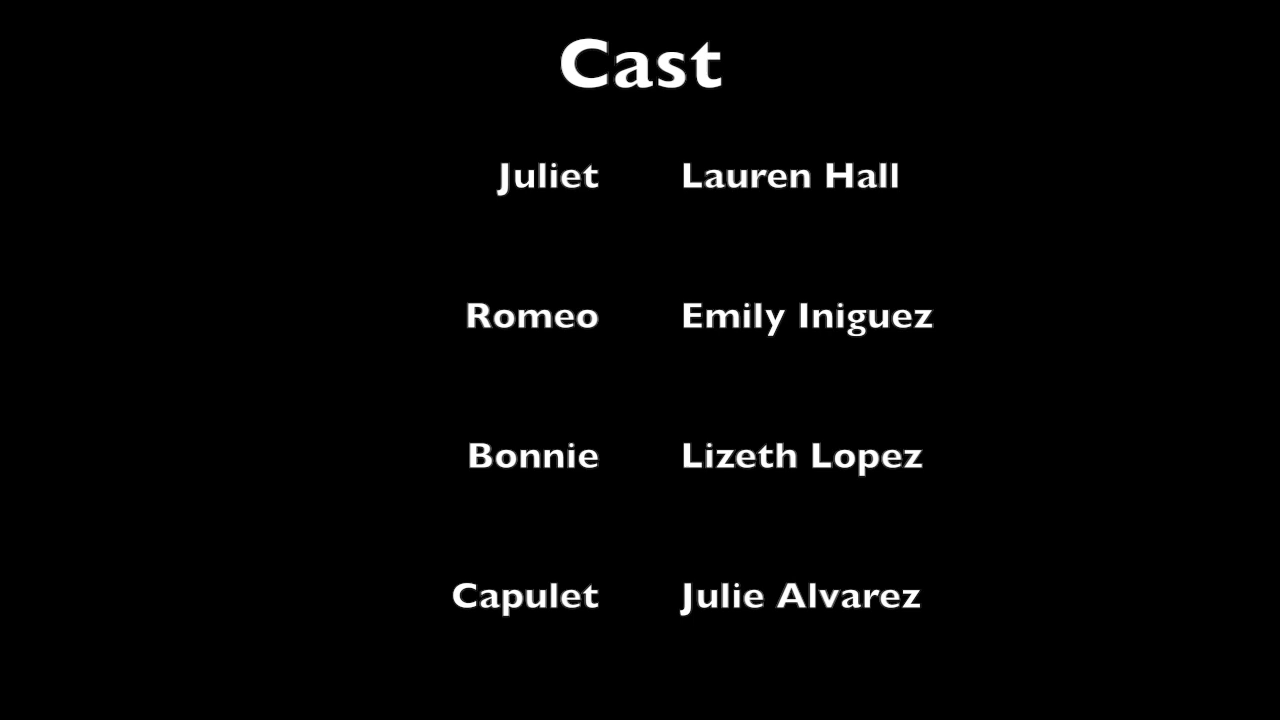 Cast
Juliet Lauren Hall
Romeo Emily Iniguez
Bonnie Lizeth Lopez
Capulet Julie Alvarez